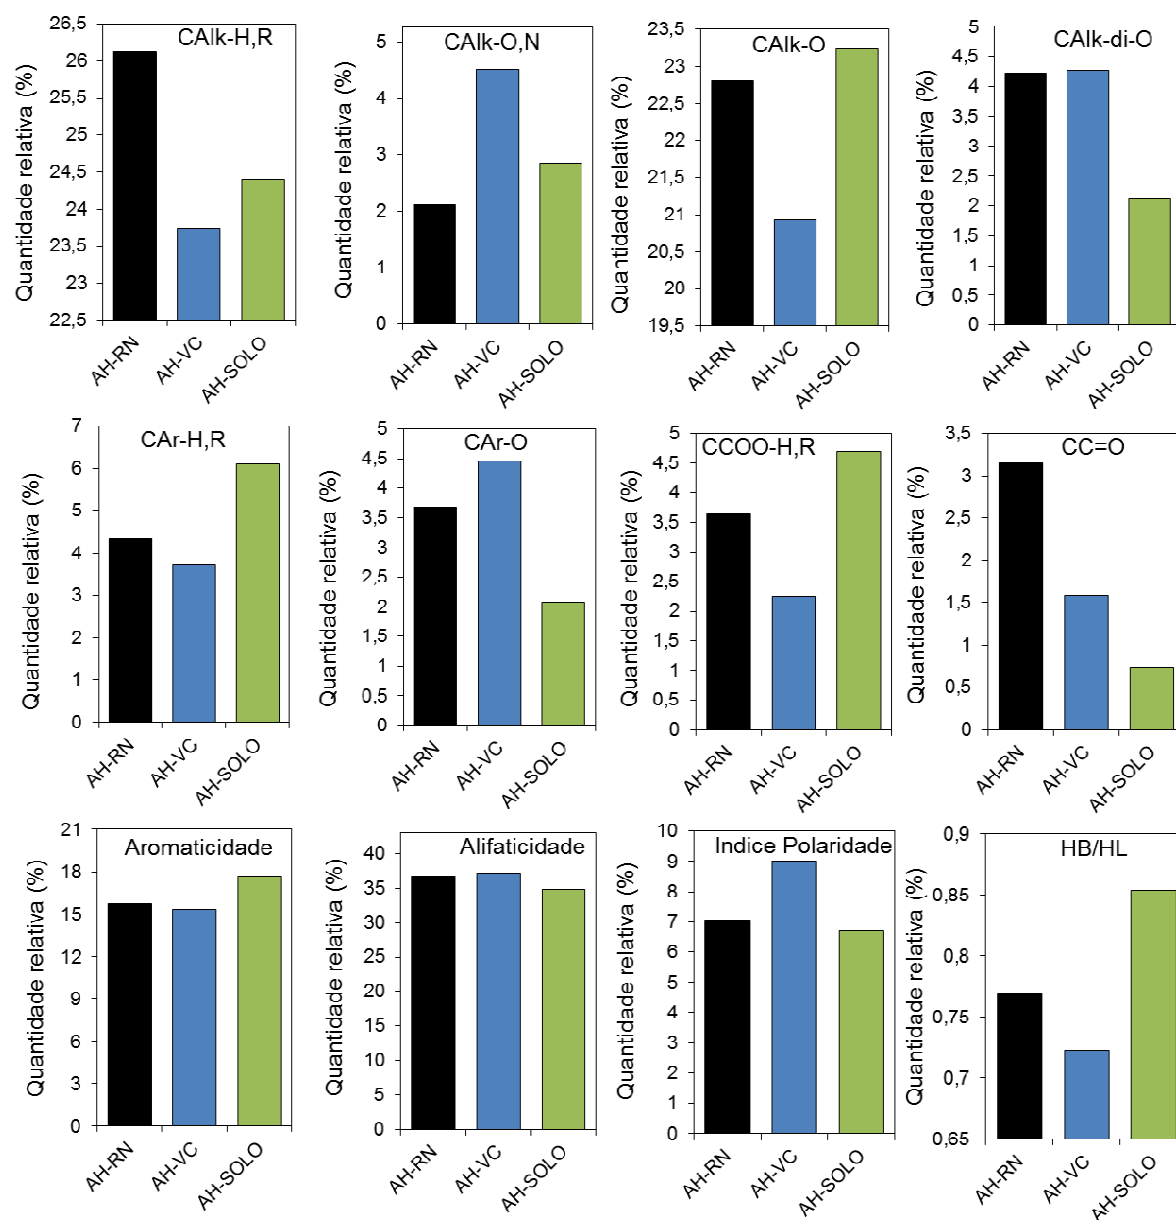 CAlk-H,R
Quantidade relativa (%)
26,5
26
25,5
25
24,5
24
23,5
23
22,5
AH-RN
AH-VC
AH-SOLO
CAlk-O,N
Quantidade relativa (%)
5
4
3
2
1
0
AH-RN
AH-VC
AH-SOLO
CAlk-O
Quantidade relativa (%)
23,5
23
22,5
22
21,5
21
20,5
20
19,5
AH-RN
AH-VC
AH-SOLO
CAlk-di-O
Quantidade relativa (%)
5
4,5
4
3,5
3
2,5
2
1,5
1
0,5
0
AH-RN
AH-VC
AH-SOLO
CAr-H,R
Quantidade relativa (%)
7
6
5
4
3
2
1
0
AH-RN
AH-VC
AH-SOLO
CAr-O
Quantidade relativa (%)
5
4,5
4
3,5
3
2,5
2
1,5
1
0,5
0
AH-RN
AH-VC
AH-SOLO
CCOO-H,R
Quantidade relativa (%)
5
4,5
4
3,5
3
2,5
2
1,5
1
0,5
0
AH-RN
AH-VC
AH-SOLO
CC=O
Quantidade relativa (%)
3,5
3
2,5
2
1,5
1
0,5
0
AH-RN
AH-VC
AH-SOLO
Aromaticidade
Quantidade relativa (%)
21
18
15
12
9
6
3
0
AH-RN
AH-VC
AH-SOLO
Alifaticidade
Quantidade relativa (%)
40
35
30
25
20
15
10
5
0
AH-RN
AH-VC
AH-SOLO
Indice Polaridade
Quantidade relativa (%)
10
9
8
7
6
5
4
3
2
1
0
AH-RN
AH-VC
AH-SOLO
HB/HL
Quantidade relativa (%)
0,9
0,85
0,8
0,75
0,7
0,65
AH-RN
AH-VC
AH-SOLO